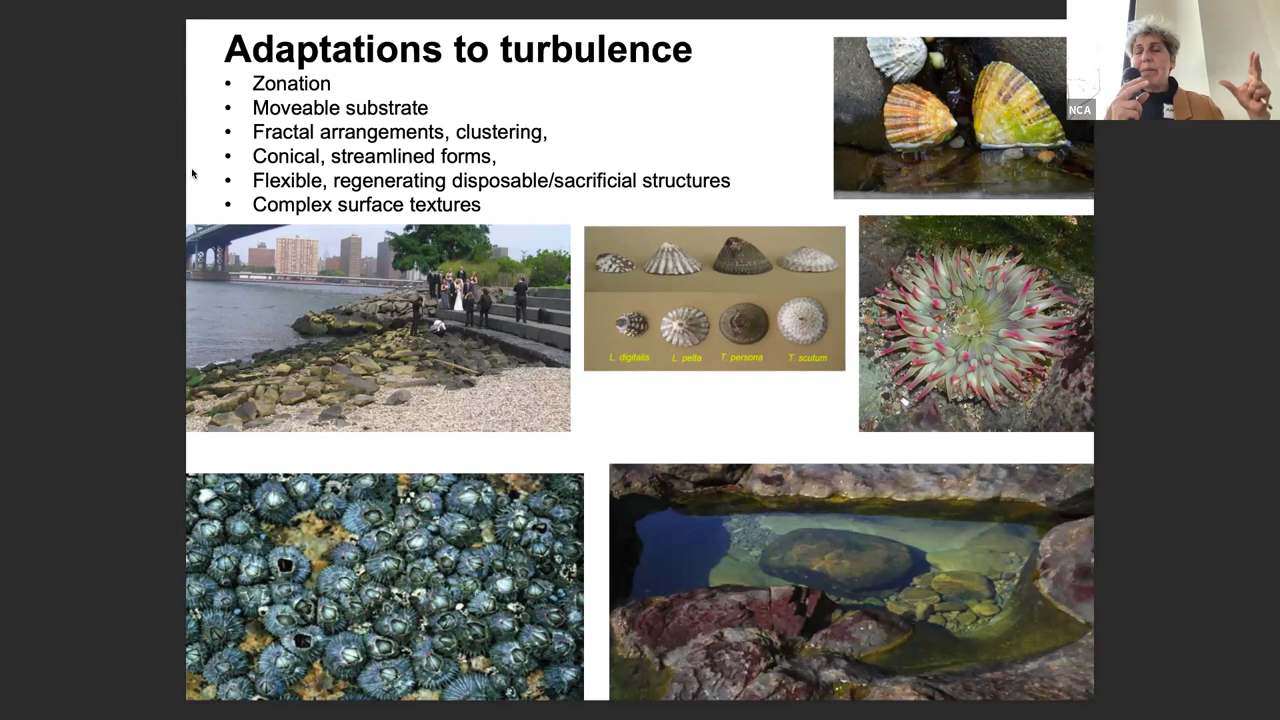 Adaptations to turbulence
• Zonation
• Moveable substrate
• Fractal arrangements, clustering,
• Conical, streamlined forms,
• Flexible, regenerating disposable/sacrificial structures
• Complex surface textures
NCA
L. digitalis L. pelta T. persona T. scutum